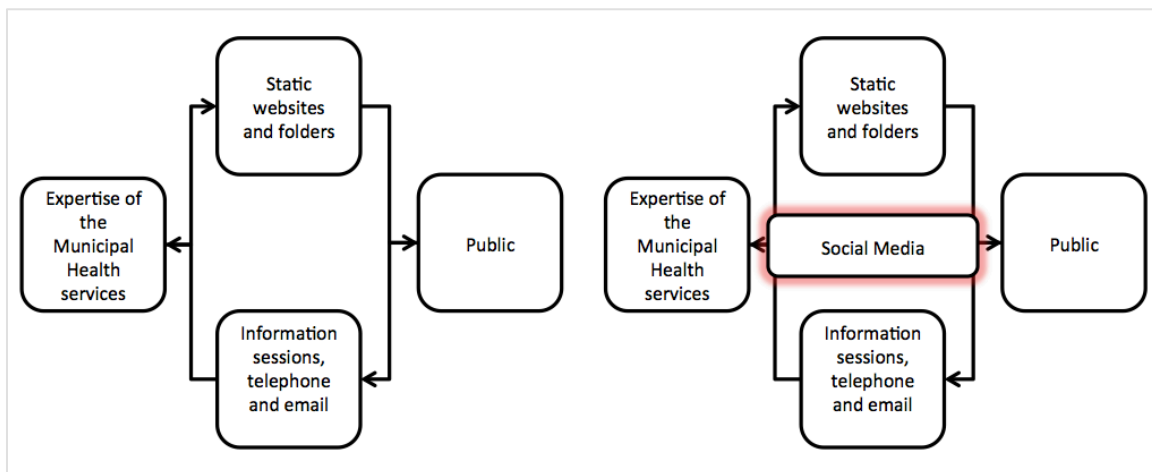 Static
websites
and folders
Expertise of
the
Municipal
Health
services
Public
Information
sessions,
telephone
and email
Static
websites
and folders
Expertise of
the
Municipal
Health
services
Social Media
Public
Information
sessions,
telephone
and email